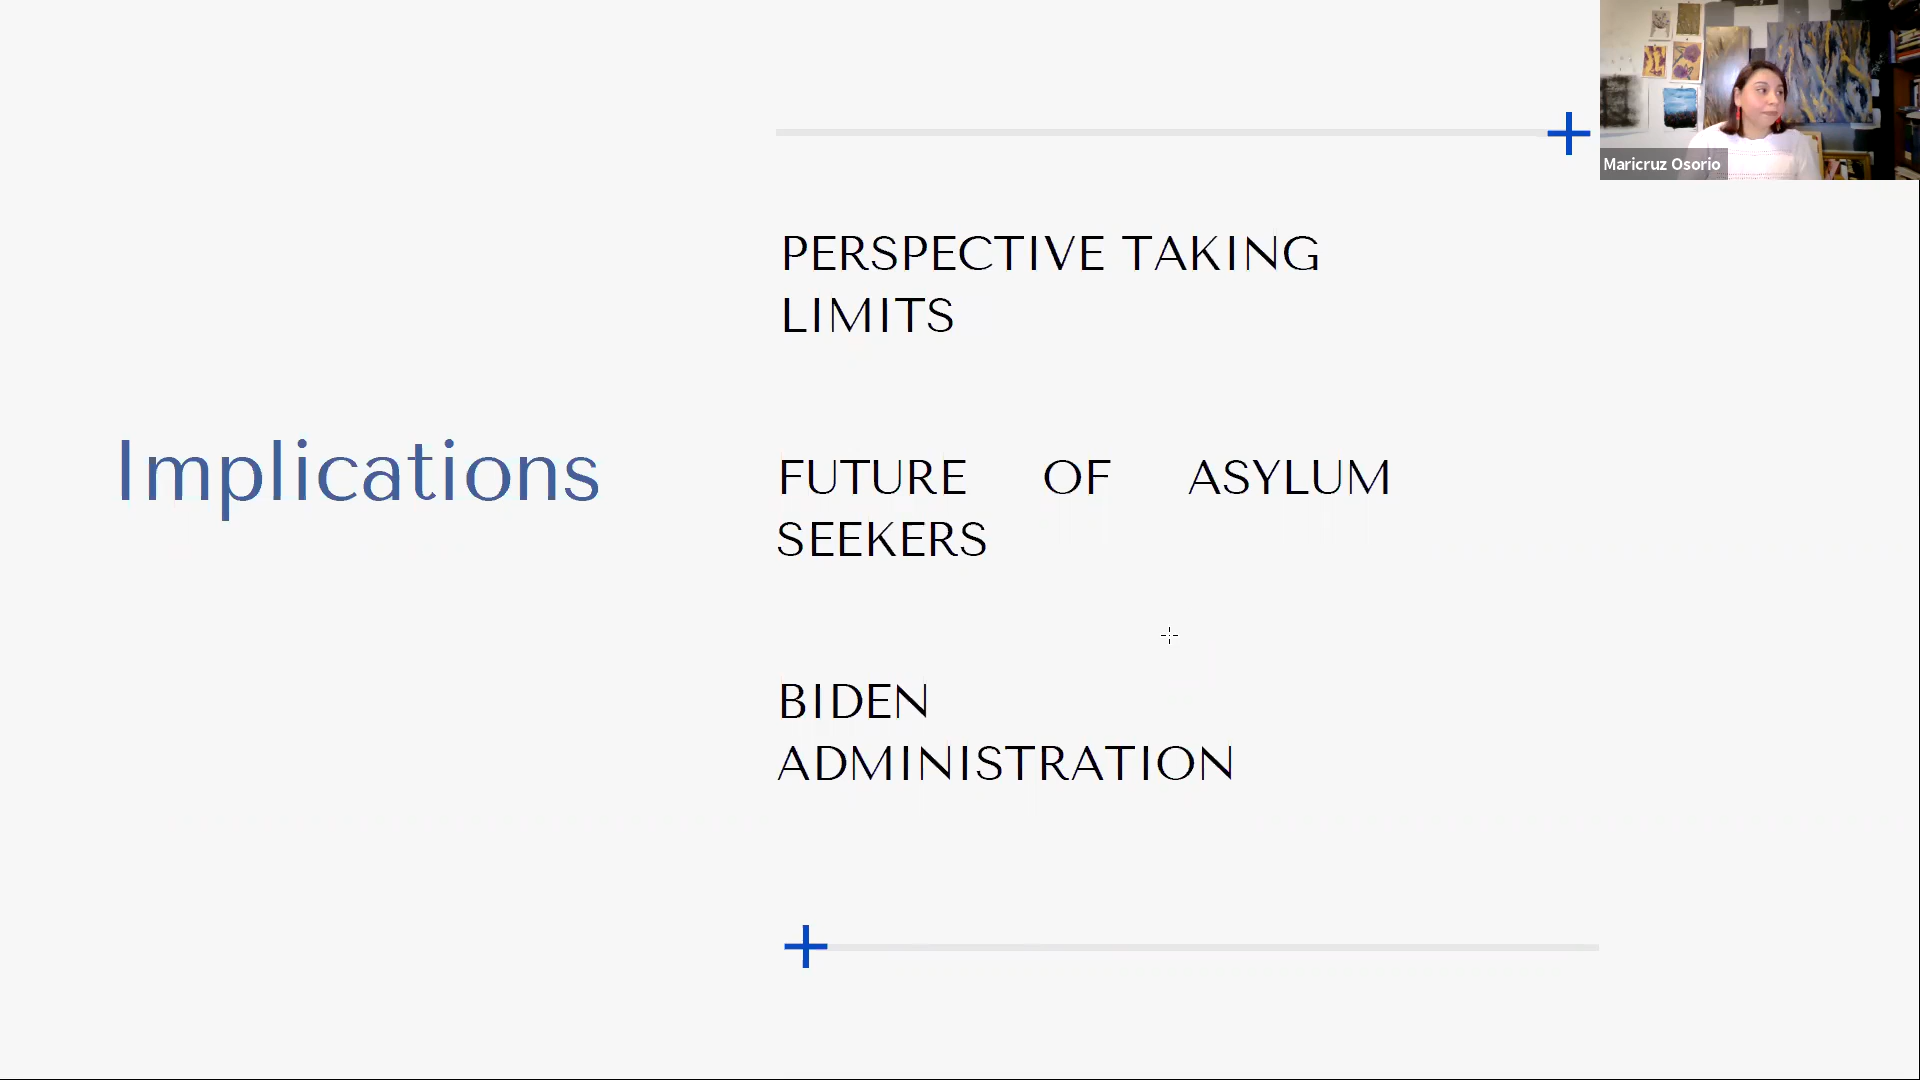 Maricruz Osorio
PERSPECTIVE TAKING
LIMITS
Implications
FUTURE OF ASYLUM
SEEKERS
BIDEN
ADMINISTRATION